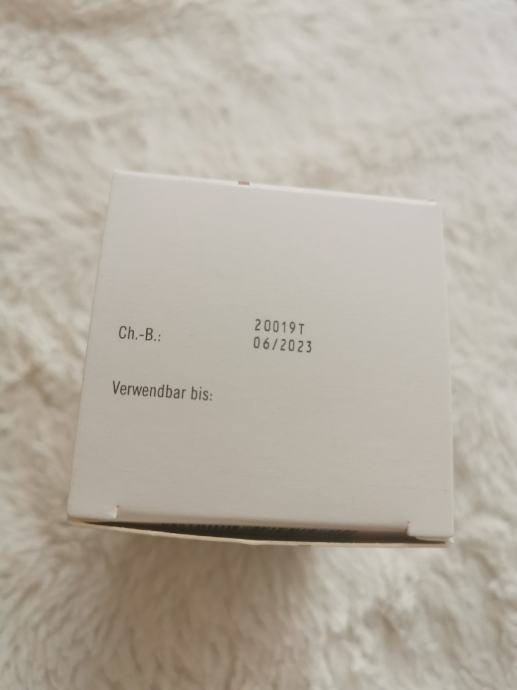 20019T
Ch.-B.:
06/2023
Verwendbar bis: